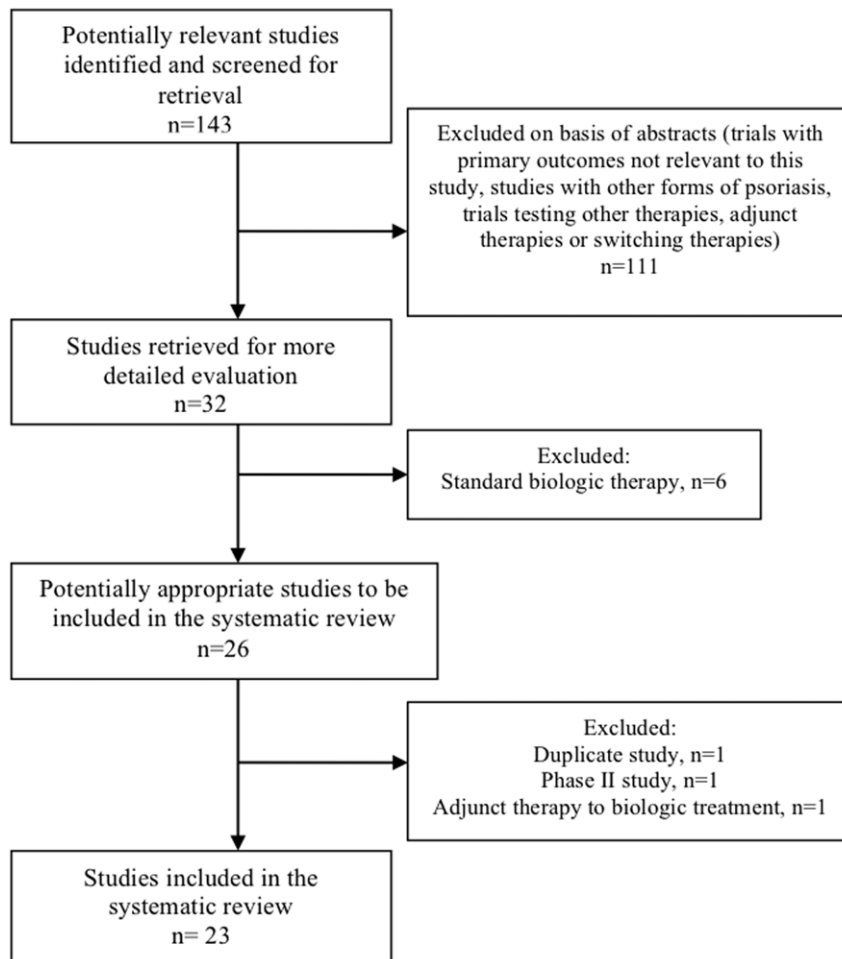 Potentially relevant studies
identified and screened for
retrieval
n=143
Excluded on basis of abstracts (trials with
primary outcomes not relevant to this
study, studies with other forms of psoriasis,
trials testing other therapies, adjunct
therapies or switching therapies)
n=111
Studies retrieved for more
detailed evaluation
n=32
Excluded:
Standard biologic therapy, n=6
Potentially appropriate studies to be
included in the systematic review
n=26
Excluded:
Duplicate study, n=1
Phase II study, n=1
Adjunct therapy to biologic treatment, n=1
Studies included in the
systematic review
n= 23